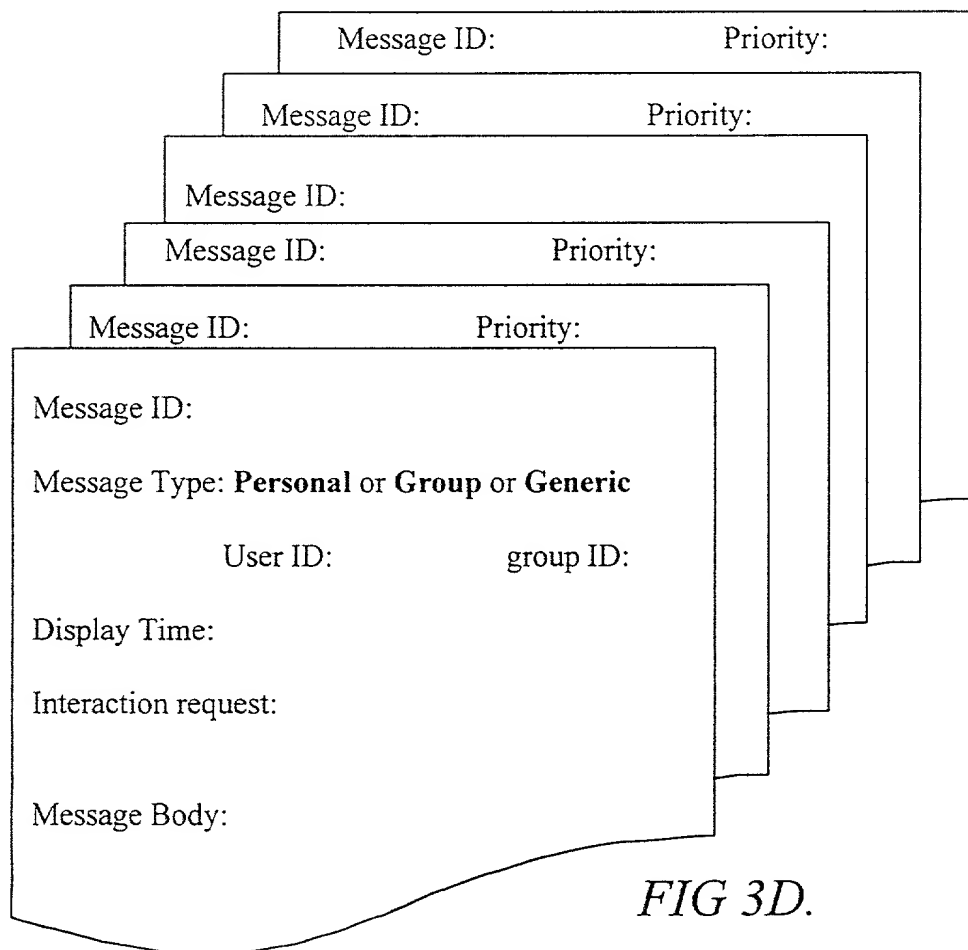 Message ID: Priority:
Message ID: Priority:
Message ID:
Message ID: Priority:
Message ID: Priority:
Message ID:
Message Type: Personal or Group or Generic
User ID: group ID:
Display Time:
Interaction request:
Message Body:
FIG 3D.